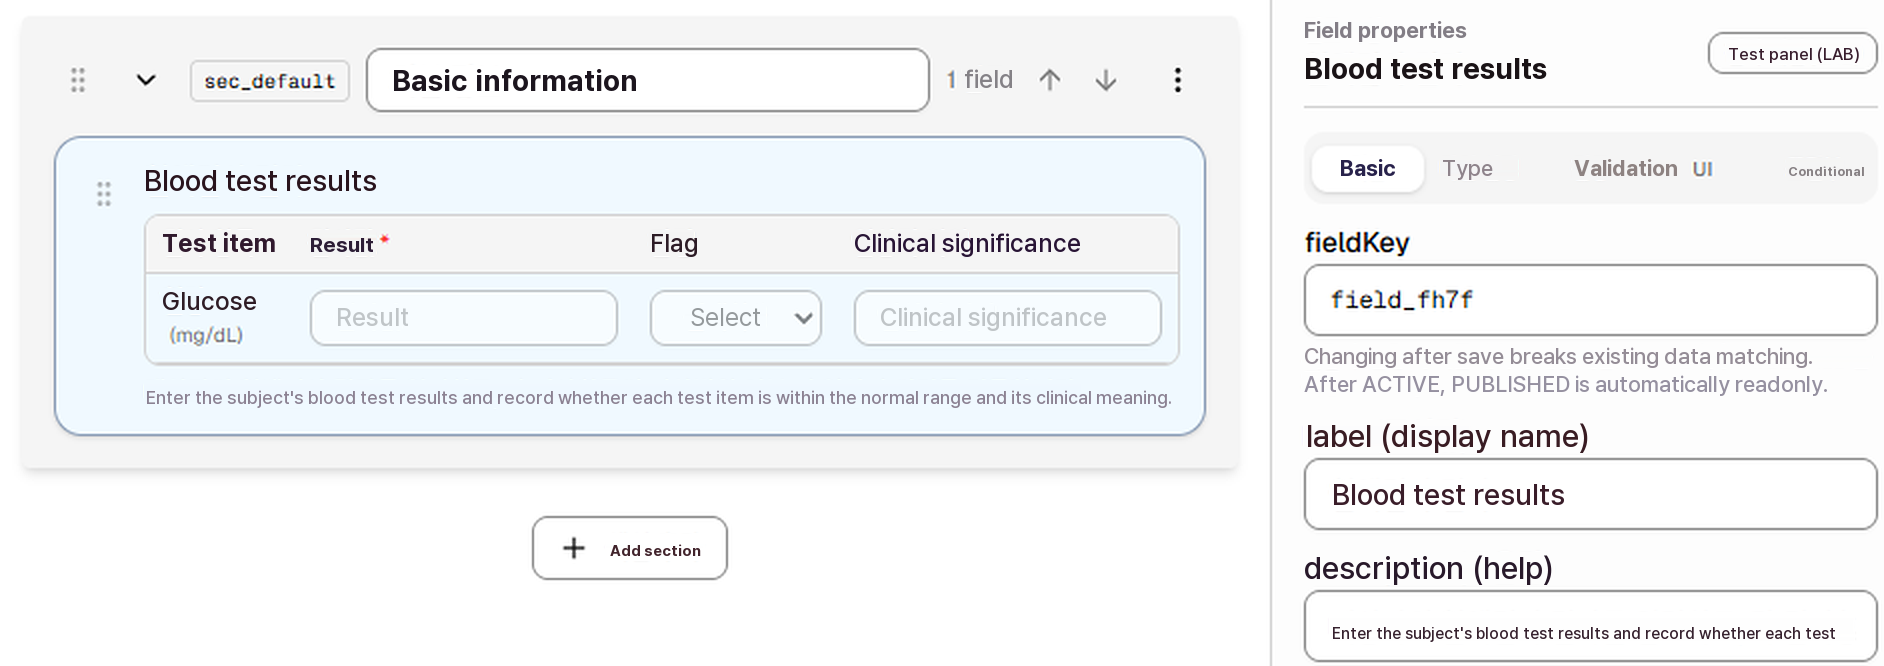 sec_default Basic information 1 field
Blood test results
Test item Result * Flag Clinical significance
Glucose Result Select Clinical significance
(mg/dL)
Enter the subject's blood test results and record whether each test item is within the normal range and its clinical meaning.
+ Add section
Field properties
Blood test results
Test panel (LAB)
Basic Type Validation UI Conditional
fieldKey
field_fh7f
Changing after save breaks existing data matching.
After ACTIVE, PUBLISHED is automatically readonly.
label (display name)
Blood test results
description (help)
Enter the subject's blood test results and record whether each test